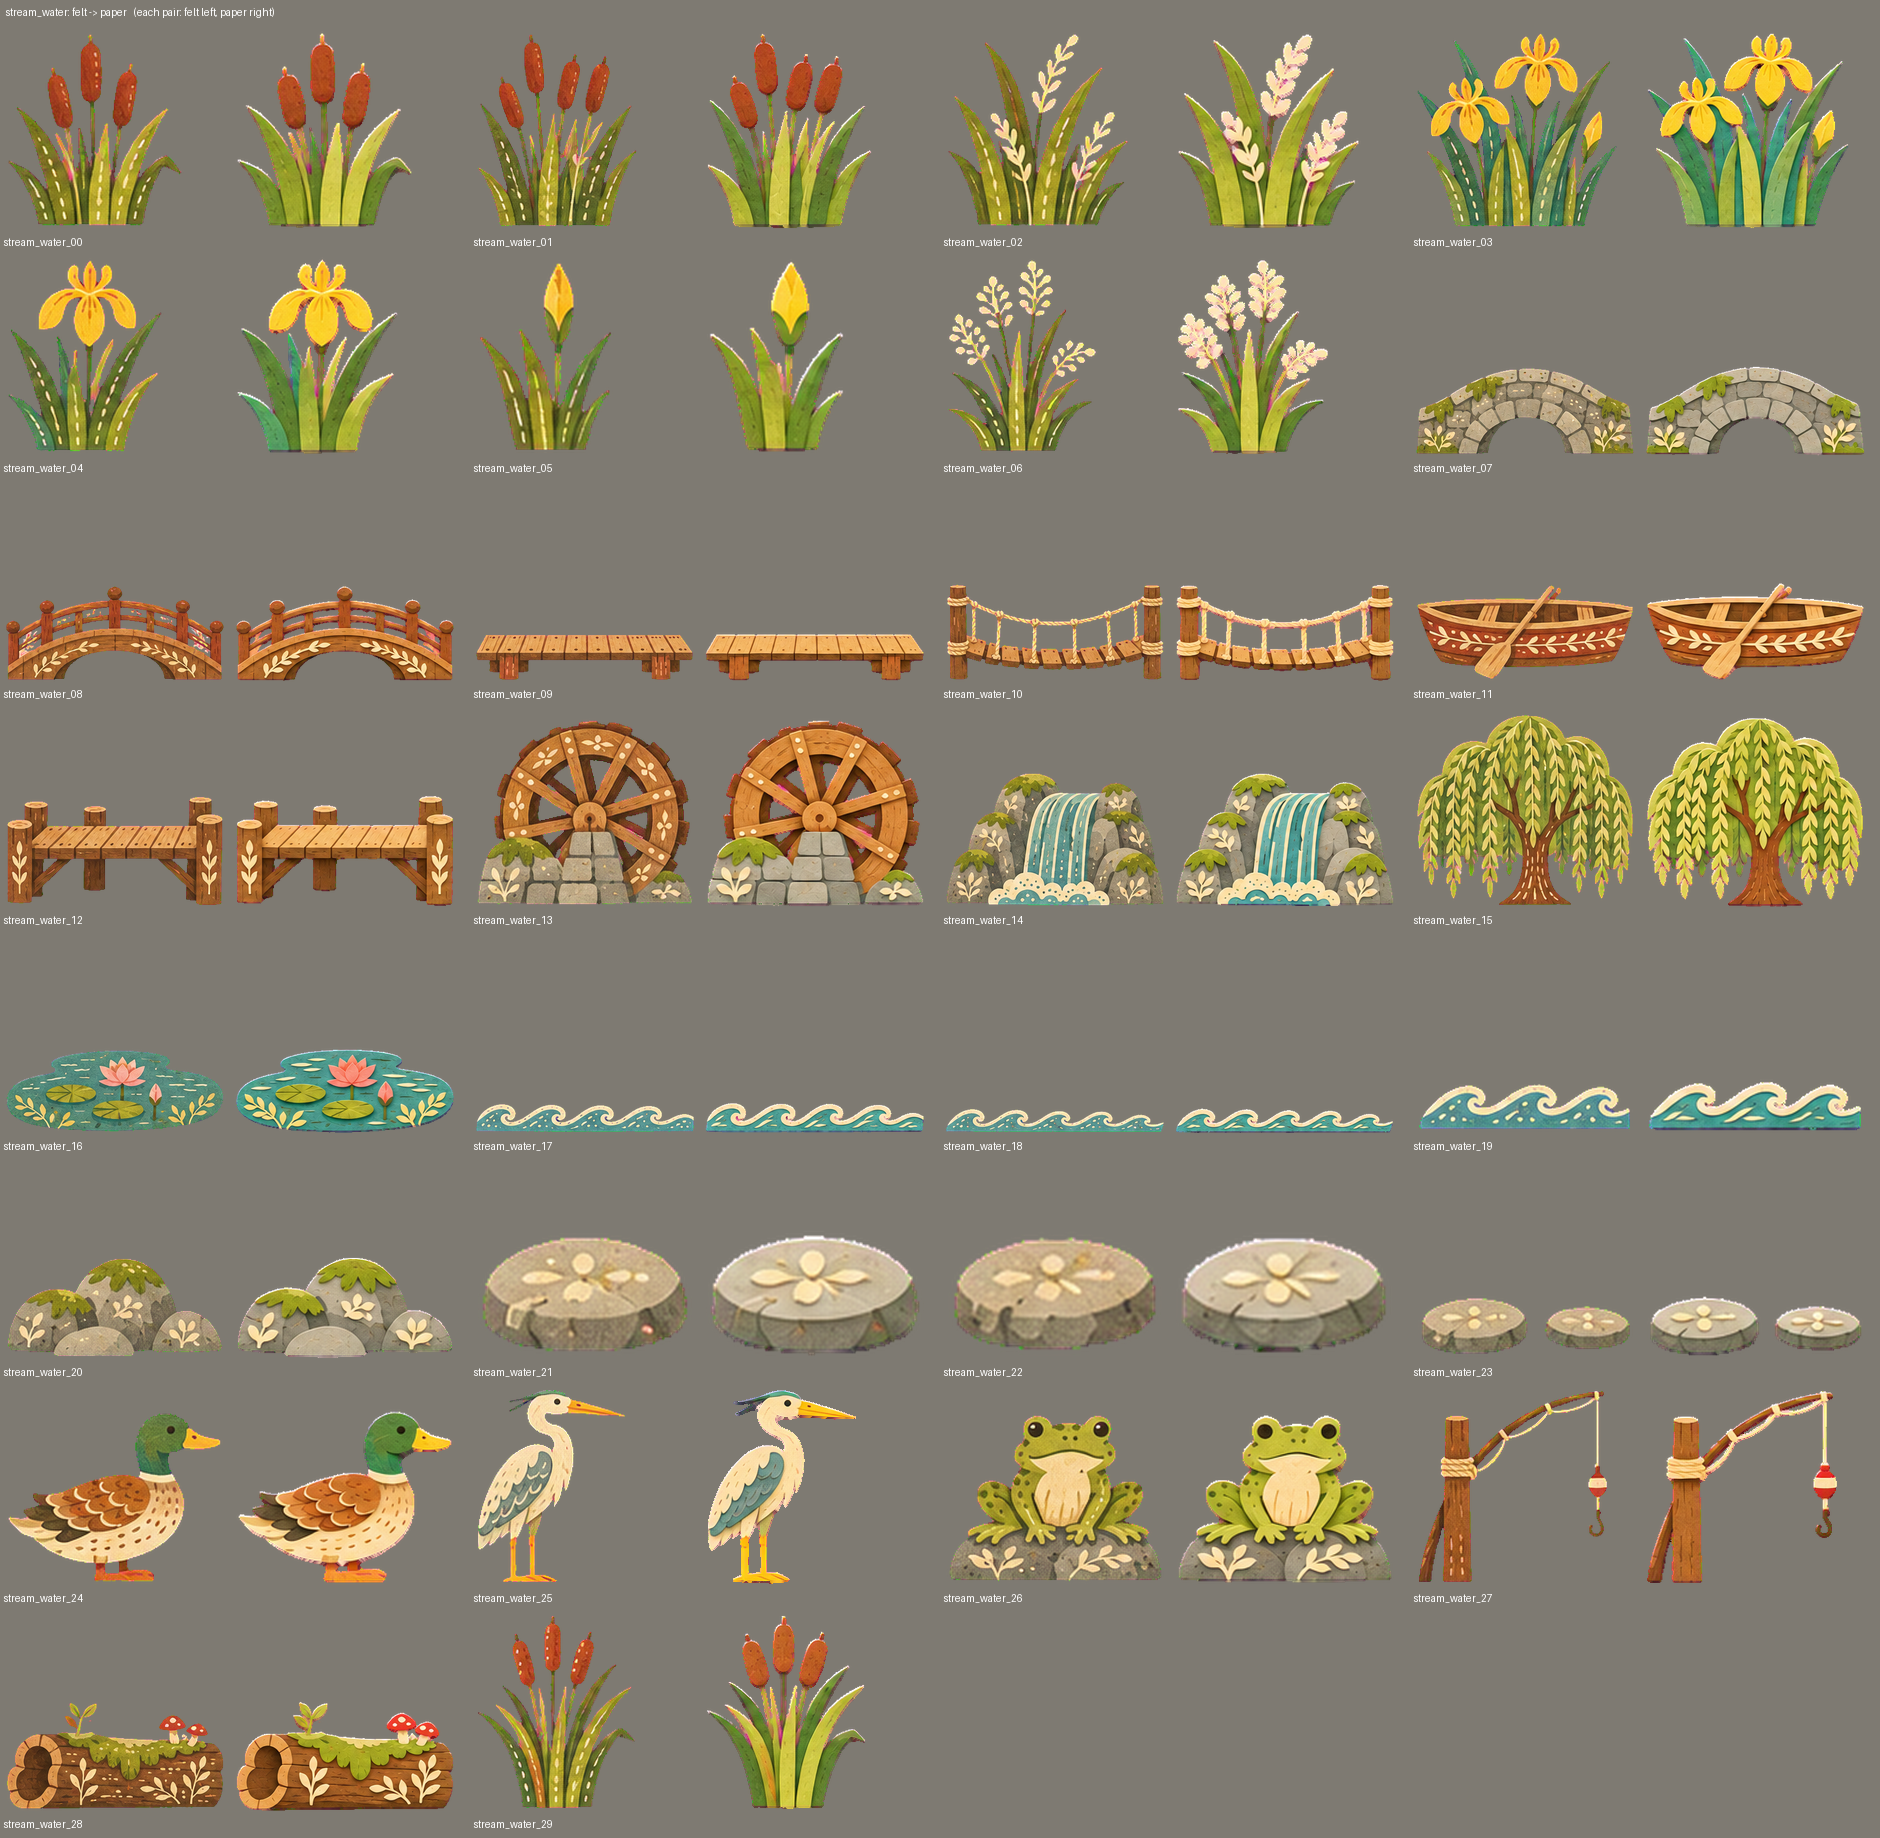 stream_water: felt -> paper (each pair: felt left, paper right)
stream_water_00
stream_water_01
stream_water_02
stream_water_03
stream_water_04
stream_water_05
stream_water_06
stream_water_07
stream_water_08
stream_water_09
stream_water_10
stream_water_11
stream_water_12
stream_water_13
stream_water_14
stream_water_15
stream_water_16
stream_water_17
stream_water_18
stream_water_19
stream_water_20
stream_water_21
stream_water_22
stream_water_23
stream_water_24
stream_water_25
stream_water_26
stream_water_27
stream_water_28
stream_water_29